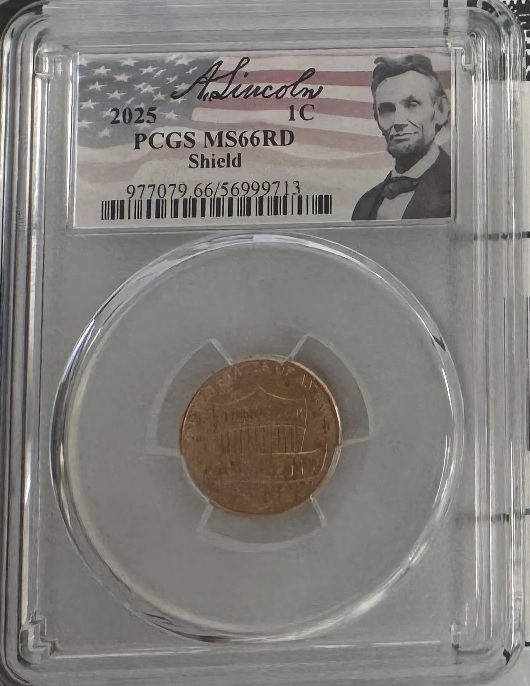 A. Lincoln
2025 1C
PCGS MS66RD
Shield
977079.66/56999713